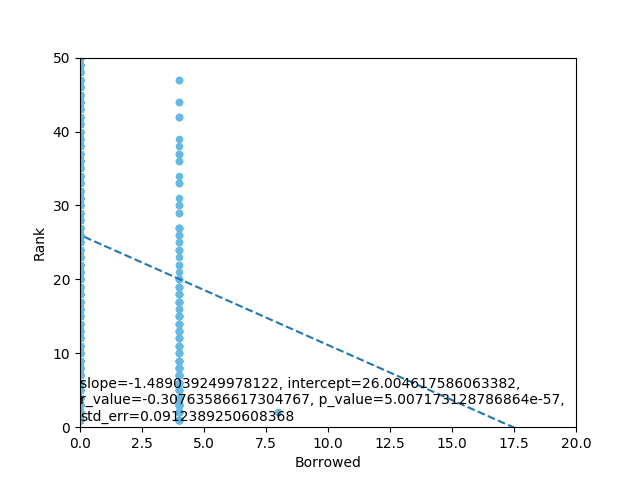 50
40
30
20
10
0
Rank
slope=-1.489039249978122, intercept=26.004617586063382,
r_value=-0.30763586617304767, p_value=5.007173128786864e-57,
std_err=0.0912389250608368
0.0 2.5 5.0 7.5 10.0 12.5 15.0 17.5 20.0
Borrowed